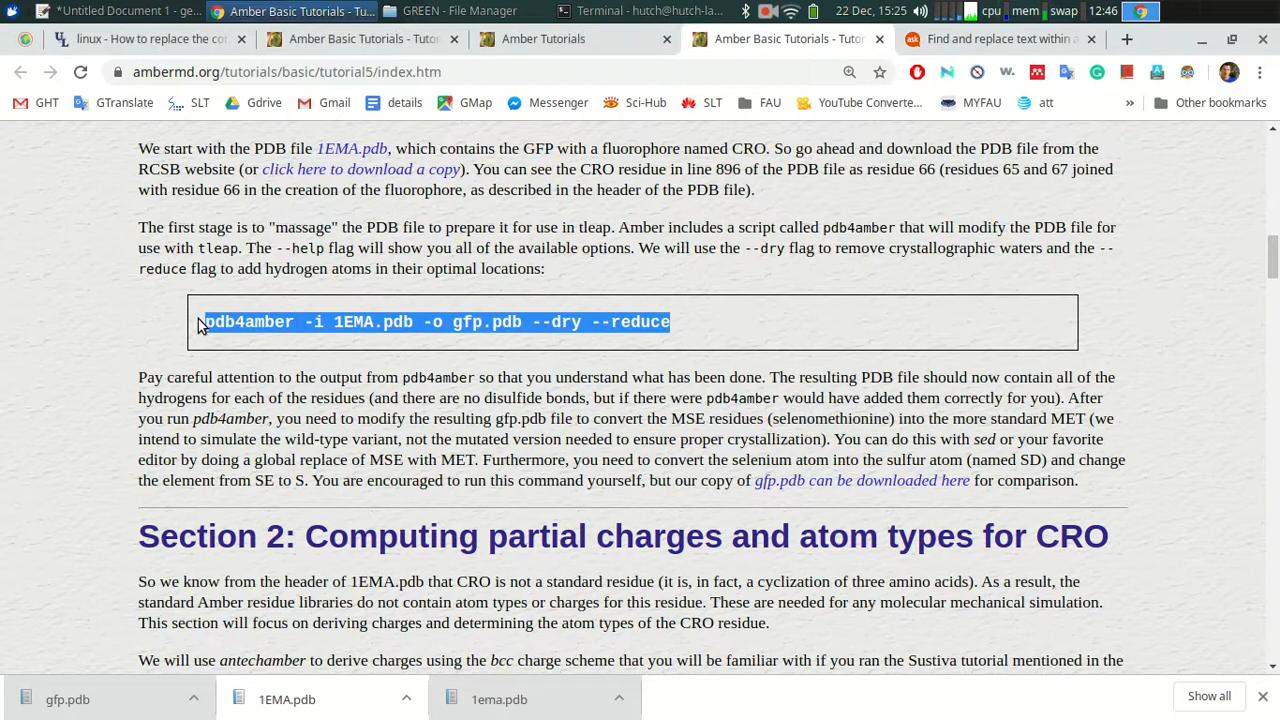 *Untitled Document 1 - ge... Amber Basic Tutorials - Tu... GREEN - File Manager Terminal - hutch@hutch-la... 22 Dec, 15:25 cpu mem swap 12:46
linux - How to replace the co Amber Basic Tutorials - Tutor Amber Tutorials Amber Basic Tutorials - Tutor Find and replace text within a
ambermd.org/tutorials/basic/tutorial5/index.htm
GHT GTranslate SLT Gdrive Gmail details GMap Messenger Sci-Hub SLT FAU YouTube Converte... MYFAU att » Other bookmarks
We start with the PDB file 1EMA.pdb, which contains the GFP with a fluorophore named CRO. So go ahead and download the PDB file from the
RCSB website (or click here to download a copy). You can see the CRO residue in line 896 of the PDB file as residue 66 (residues 65 and 67 joined
with residue 66 in the creation of the fluorophore, as described in the header of the PDB file).
The first stage is to "massage" the PDB file to prepare it for use in tleap. Amber includes a script called pdb4amber that will modify the PDB file for
use with tleap. The --help flag will show you all of the available options. We will use the --dry flag to remove crystallographic waters and the --
reduce flag to add hydrogen atoms in their optimal locations:
pdb4amber -i 1EMA.pdb -o gfp.pdb --dry --reduce
Pay careful attention to the output from pdb4amber so that you understand what has been done. The resulting PDB file should now contain all of the
hydrogens for each of the residues (and there are no disulfide bonds, but if there were pdb4amber would have added them correctly for you). After
you run pdb4amber, you need to modify the resulting gfp.pdb file to convert the MSE residues (selenomethionine) into the more standard MET (we
intend to simulate the wild-type variant, not the mutated version needed to ensure proper crystallization). You can do this with sed or your favorite
editor by doing a global replace of MSE with MET. Furthermore, you need to convert the selenium atom into the sulfur atom (named SD) and change
the element from SE to S. You are encouraged to run this command yourself, but our copy of gfp.pdb can be downloaded here for comparison.
Section 2: Computing partial charges and atom types for CRO
So we know from the header of 1EMA.pdb that CRO is not a standard residue (it is, in fact, a cyclization of three amino acids). As a result, the
standard Amber residue libraries do not contain atom types or charges for this residue. These are needed for any molecular mechanical simulation.
This section will focus on deriving charges and determining the atom types of the CRO residue.
We will use antechamber to derive charges using the bcc charge scheme that you will be familiar with if you ran the Sustiva tutorial mentioned in the
gfp.pdb 1EMA.pdb 1ema.pdb Show all